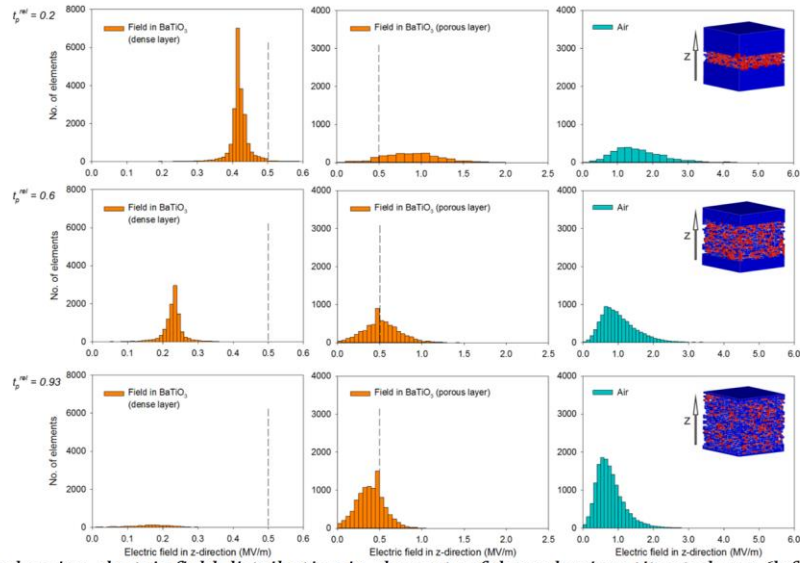 t_p^rel = 0.2
No. of elements
8000
7000
6000
4000
2000
0
0.0 0.1 0.2 0.3 0.4 0.5 0.6
Field in BaTiO₃
(dense layer)
4000
3000
2000
1000
0
0.0 0.5 1.0 1.5 2.0 2.5
Field in BaTiO₃ (porous layer)
4000
3000
2000
1000
0
0.0 1.0 2.0 3.0 4.0 5.0 6.0
Air
Z
t_p^rel = 0.6
No. of elements
8000
6000
4000
2000
0
0.0 0.1 0.2 0.3 0.4 0.5 0.6
Field in BaTiO₃
(dense layer)
4000
3000
2000
1000
0
0.0 0.5 1.0 1.5 2.0 2.5
Field in BaTiO₃ (porous layer)
4000
3000
2000
1000
0
0.0 1.0 2.0 3.0 4.0 5.0 6.0
Air
Z
t_p^rel = 0.93
No. of elements
8000
6000
4000
2000
0
0.0 0.1 0.2 0.3 0.4 0.5 0.6
Electric field in z-direction (MV/m)
Field in BaTiO₃
(dense layer)
4000
3000
2000
1000
0
0.0 0.5 1.0 1.5 2.0 2.5
Electric field in z-direction (MV/m)
Field in BaTiO₃ (porous layer)
4000
3000
2000
1000
0
0.0 1.0 2.0 3.0 4.0 5.0 6.0
Electric field in z-direction (MV/m)
Air
Z